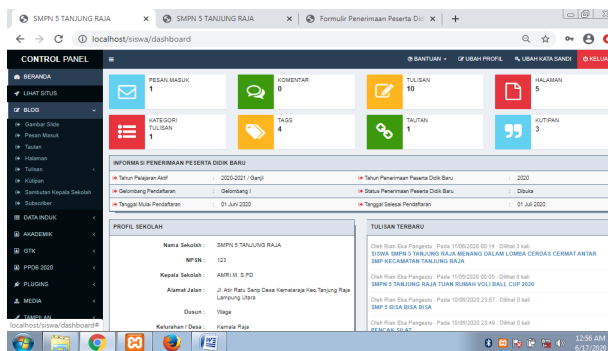 SMPN 5 TANJUNG RAJA
SMPN 5 TANJUNG RAJA
Formulir Penerimaan Peserta Did
localhost/siswa/dashboard
CONTROL PANEL
BANTUAN
UBAH PROFIL
UBAH KATA SANDI
KELUA
BERANDA
LIHAT SITUS
BLOG
Gambar Slide
Pesan Masuk
Tautan
Halaman
Tulisan
Kutipan
Sambutan Kepala Sekolah
Subscriber
DATA INDUK
AKADEMIK
GTK
PPDB 2020
PLUGINS
MEDIA
TAMPILAN
localhost/siswa/dashboard#
PESAN MASUK
1
KOMENTAR
0
TULISAN
10
HALAMAN
5
KATEGORI
TULISAN
1
TAGS
4
TAUTAN
1
KUTIPAN
3
INFORMASI PENERIMAAN PESERTA DIDIK BARU
Tahun Pelajaran Aktif : 2020-2021 / Ganjil
Tahun Penerimaan Peserta Didik Baru : 2020
Gelombang Pendaftaran : Gelombang I
Status Penerimaan Peserta Didik Baru : Dibuka
Tanggal Mulai Pendaftaran : 01 Juni 2020
Tanggal Selesai Pendaftaran : 01 Juli 2020
PROFIL SEKOLAH
Nama Sekolah : SMPN 5 TANJUNG RAJA
NPSN : 123
Kepala Sekolah : AMRI.M, S.PD
Alamat Jalan : Jl. Atir Ratu Serip Desa Kemataraja Kec.Tanjung Raja
Lampung Utara
Dusun : Wage
Kelurahan / Desa : Kamala Raja
TULISAN TERBARU
Oleh Rian Eka Pangestu - Pada 11/06/2020 00:14 - Dilihat 3 kali
SISWA SMPN 5 TANJUNG RAJA MENANG DALAM LOMBA CERDAS CERMAT ANTAR
SMP KECAMATAN TANJUNG RAJA
Oleh Rian Eka Pangestu - Pada 11/06/2020 00:05 - Dilihat 0 kali
SMPN 5 TANJUNG RAJA TUAN RUMAH VOLI BALL CUP 2020
Oleh Rian Eka Pangestu - Pada 10/06/2020 23:57 - Dilihat 0 kali
SMP 5 BISA BISA BISA
Oleh Rian Eka Pangestu - Pada 10/06/2020 23:49 - Dilihat 0 kali
PENCAK SILAT
12:56 AM
6/17/2020